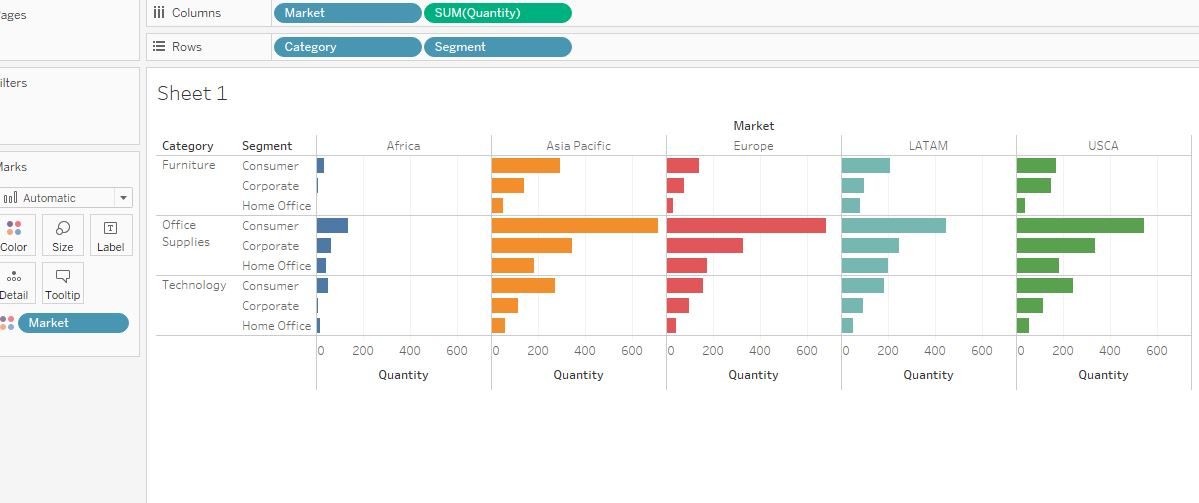 ages
Columns Market SUM(Quantity)
Rows Category Segment
ilters
Sheet 1
Market
Category Segment Africa Asia Pacific Europe LATAM USCA
arks
Automatic
Color Size Label
Detail Tooltip
Market
Furniture Consumer
Corporate
Home Office
Office Supplies Consumer
Corporate
Home Office
Technology Consumer
Corporate
Home Office
0 200 400 600 0 200 400 600 0 200 400 600 0 200 400 600 0 200 400 600
Quantity Quantity Quantity Quantity Quantity